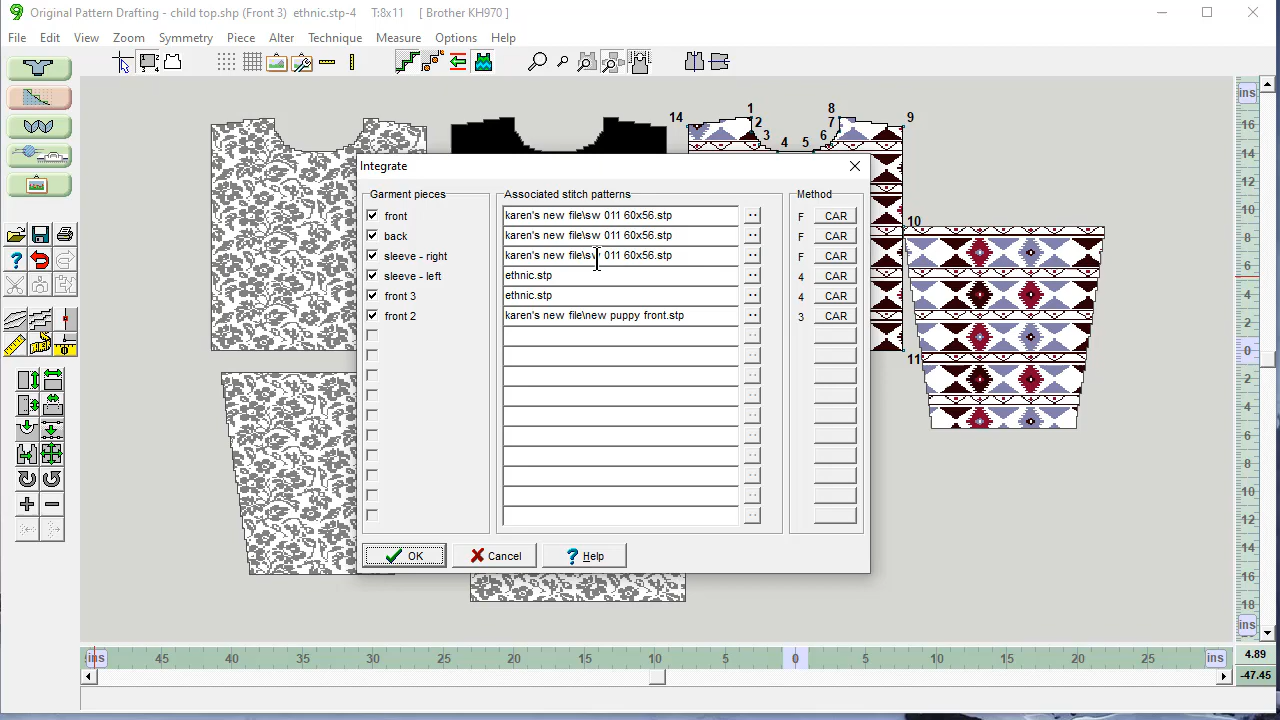 Original Pattern Drafting - child top.shp (Front 3) ethnic.stp-4 T:8x11 [ Brother KH970 ]
File Edit View Zoom Alter Symmetry Piece Technique Measure Options Help
14 1 2 3 4 5 6 7 8 9 10 11
Integrate
Garment pieces Associated stitch patterns Method
front karen's new file\sw 011 60x56.stp .. F CAR
back karen's new file\sw 011 60x56.stp .. F CAR
sleeve - right karen's new file\sw 011 60x56.stp .. F CAR
sleeve - left ethnic.stp .. 4 CAR
front 3 ethnic.stp .. 4 CAR
front 2 karen's new file\new puppy front.stp .. 3 CAR
OK Cancel Help
ins
16
14
12
10
8
6
4
2
0
2
4
6
8
10
12
14
16
18
ins
ins 45 40 35 30 25 20 15 10 5 0 5 10 15 20 25 ins
4.89
-47.45